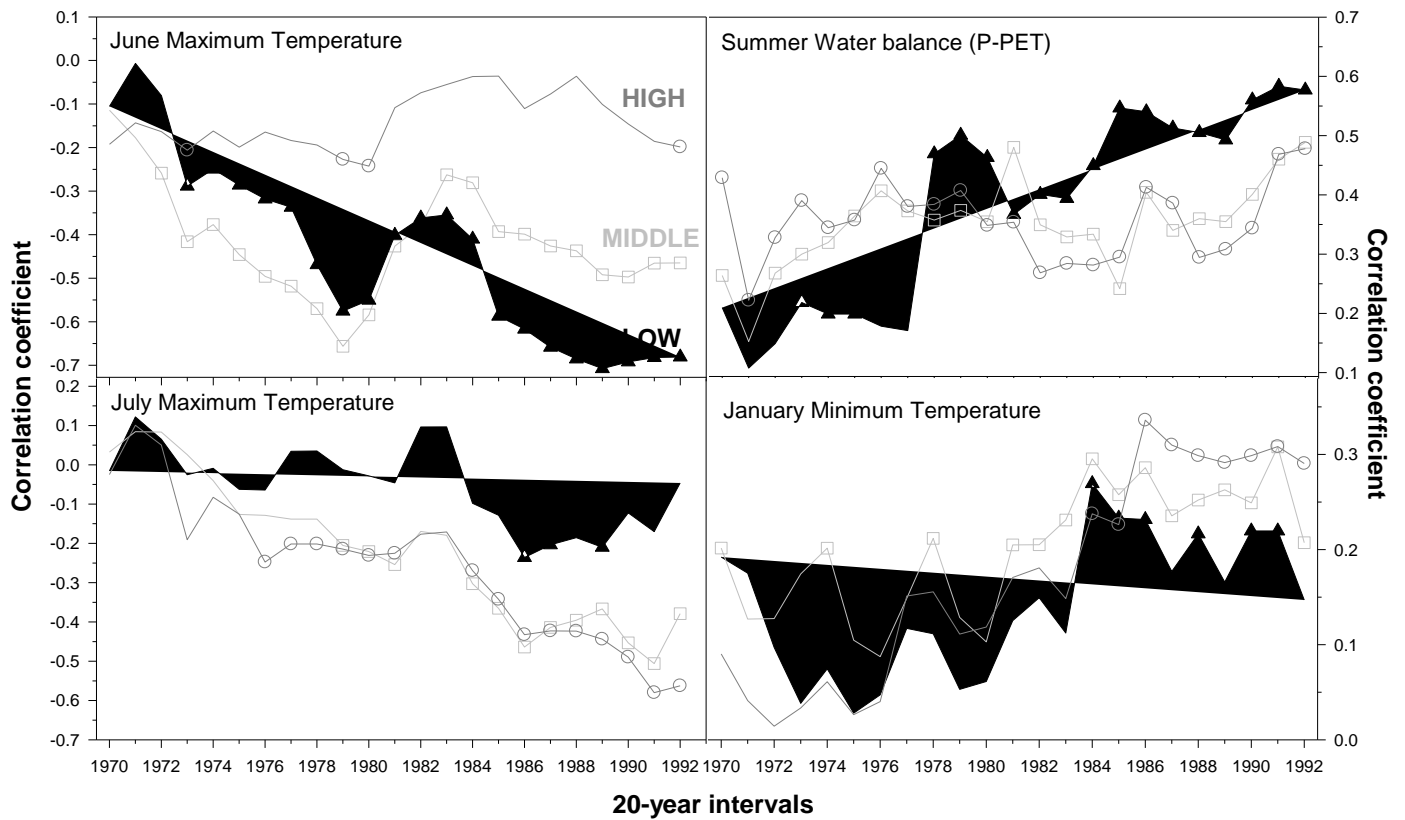 June Maximum Temperature
HIGH
MIDDLE
LOW
0.1
0.0
-0.1
-0.2
-0.3
-0.4
-0.5
-0.6
-0.7
Summer Water balance (P-PET)
0.7
0.6
0.5
0.4
0.3
0.2
0.1
July Maximum Temperature
0.2
0.1
0.0
-0.1
-0.2
-0.3
-0.4
-0.5
-0.6
-0.7
January Minimum Temperature
0.3
0.2
0.1
0.0
Correlation coefficient
Correlation coefficient
1970 1972 1974 1976 1978 1980 1982 1984 1986 1988 1990 1992
1970 1972 1974 1976 1978 1980 1982 1984 1986 1988 1990 1992
20-year intervals